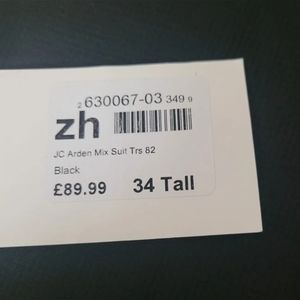 2 630067-03 349 9
zh
JC Arden Mix Suit Trs 82
Black
£89.99 34 Tall